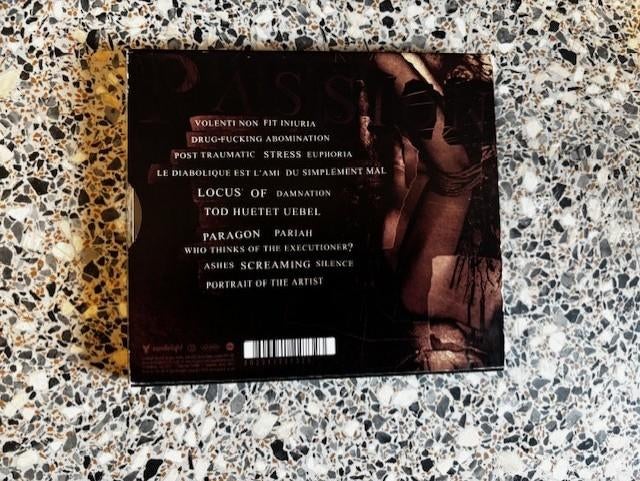 PASSION
VOLENTI NON FIT INIURIA
DRUG-FUCKING ABOMINATION
POST TRAUMATIC STRESS EUPHORIA
LE DIABOLIQUE EST L'AMI DU SIMPLEMENT MAL
LOCUS OF DAMNATION
TOD HUETET UEBEL
PARAGON PARIAH
WHO THINKS OF THE EXECUTIONER?
ASHES SCREAMING SILENCE
PORTRAIT OF THE ARTIST